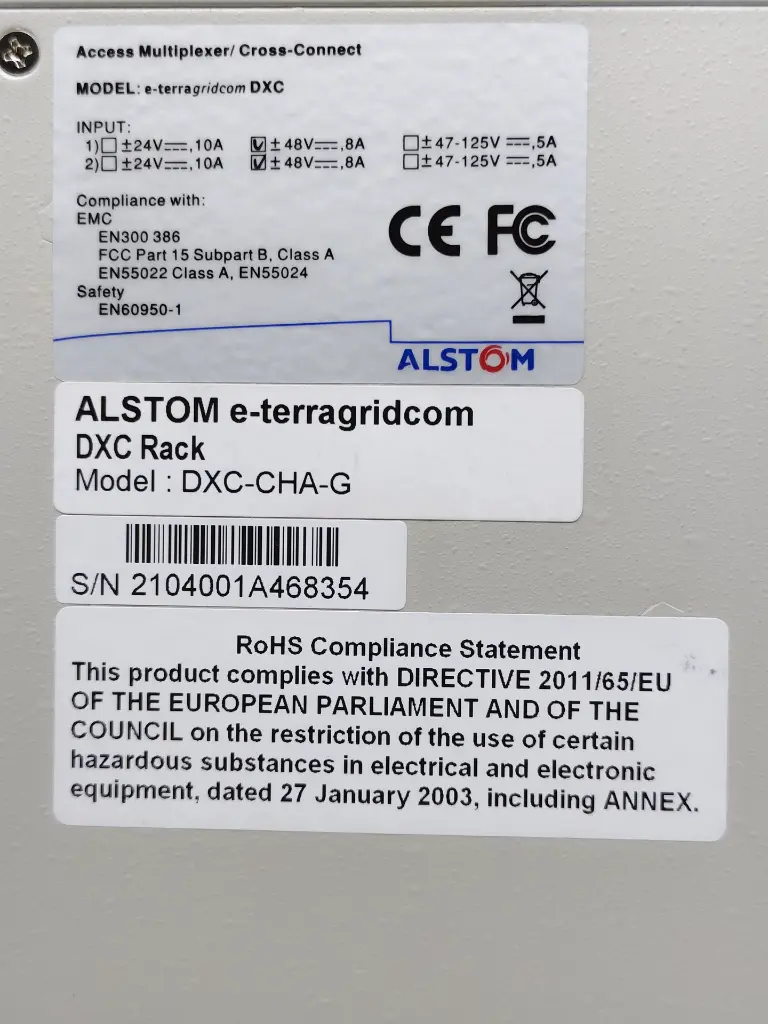 Access Multiplexer/ Cross-Connect
MODEL: e-terragridcom DXC
INPUT:
1)☐ ±24V⎓,10A ☑ ±48V⎓,8A ☐ ±47-125V ⎓,5A
2)☐ ±24V⎓,10A ☑ ±48V⎓,8A ☐ ±47-125V ⎓,5A
Compliance with:
EMC
EN300 386
FCC Part 15 Subpart B, Class A
EN55022 Class A, EN55024
Safety
EN60950-1
CE FC
ALSTOM
ALSTOM e-terragridcom
DXC Rack
Model : DXC-CHA-G
S/N 2104001A468354
RoHS Compliance Statement
This product complies with DIRECTIVE 2011/65/EU
OF THE EUROPEAN PARLIAMENT AND OF THE
COUNCIL on the restriction of the use of certain
hazardous substances in electrical and electronic
equipment, dated 27 January 2003, including ANNEX.